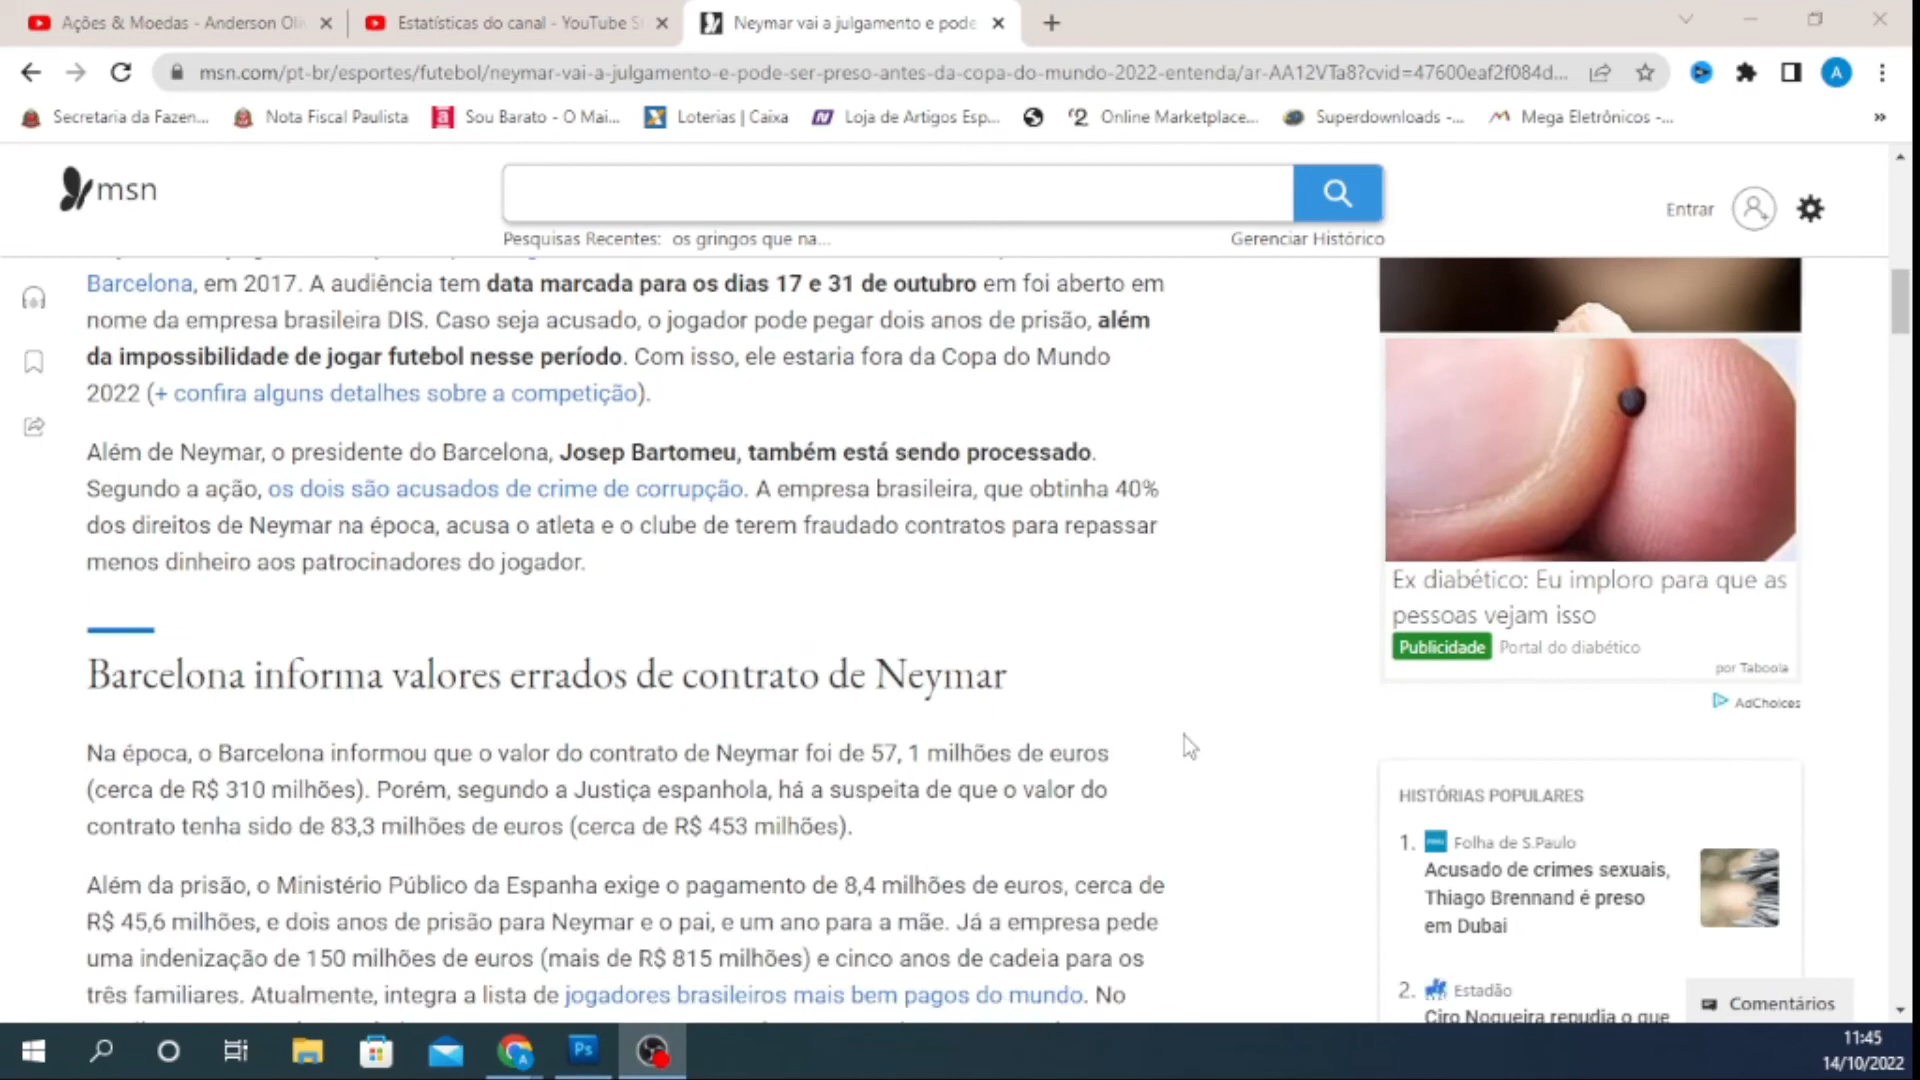 Ações & Moedas - Anderson Oli
Estatísticas do canal - YouTube S
Neymar vai a julgamento e pode
msn.com/pt-br/esportes/futebol/neymar-vai-a-julgamento-e-pode-ser-preso-antes-da-copa-do-mundo-2022-entenda/ar-AA12VTa8?cvid=47600eaf2f084d...
A
Secretaria da Fazen...
Nota Fiscal Paulista
Sou Barato - O Mai...
Loterias | Caixa
Loja de Artigos Esp...
Online Marketplace...
Superdownloads -...
Mega Eletrônicos -...
»
msn
Entrar
Pesquisas Recentes: os gringos que na...
Gerenciar Histórico
Barcelona, em 2017. A audiência tem data marcada para os dias 17 e 31 de outubro em foi aberto em
nome da empresa brasileira DIS. Caso seja acusado, o jogador pode pegar dois anos de prisão, além
da impossibilidade de jogar futebol nesse período. Com isso, ele estaria fora da Copa do Mundo
2022 (+ confira alguns detalhes sobre a competição).
Além de Neymar, o presidente do Barcelona, Josep Bartomeu, também está sendo processado.
Segundo a ação, os dois são acusados de crime de corrupção. A empresa brasileira, que obtinha 40%
dos direitos de Neymar na época, acusa o atleta e o clube de terem fraudado contratos para repassar
menos dinheiro aos patrocinadores do jogador.
Barcelona informa valores errados de contrato de Neymar
Na época, o Barcelona informou que o valor do contrato de Neymar foi de 57, 1 milhões de euros
(cerca de R$ 310 milhões). Porém, segundo a Justiça espanhola, há a suspeita de que o valor do
contrato tenha sido de 83,3 milhões de euros (cerca de R$ 453 milhões).
Além da prisão, o Ministério Público da Espanha exige o pagamento de 8,4 milhões de euros, cerca de
R$ 45,6 milhões, e dois anos de prisão para Neymar e o pai, e um ano para a mãe. Já a empresa pede
uma indenização de 150 milhões de euros (mais de R$ 815 milhões) e cinco anos de cadeia para os
três familiares. Atualmente, integra a lista de jogadores brasileiros mais bem pagos do mundo. No
Ex diabético: Eu imploro para que as
pessoas vejam isso
Publicidade Portal do diabético
por Taboola
AdChoices
HISTÓRIAS POPULARES
1. Folha de S.Paulo
Acusado de crimes sexuais,
Thiago Brennand é preso
em Dubai
2. Estadão
Ciro Nogueira repudia o que
Comentários
A
Ps
11:45
14/10/2022